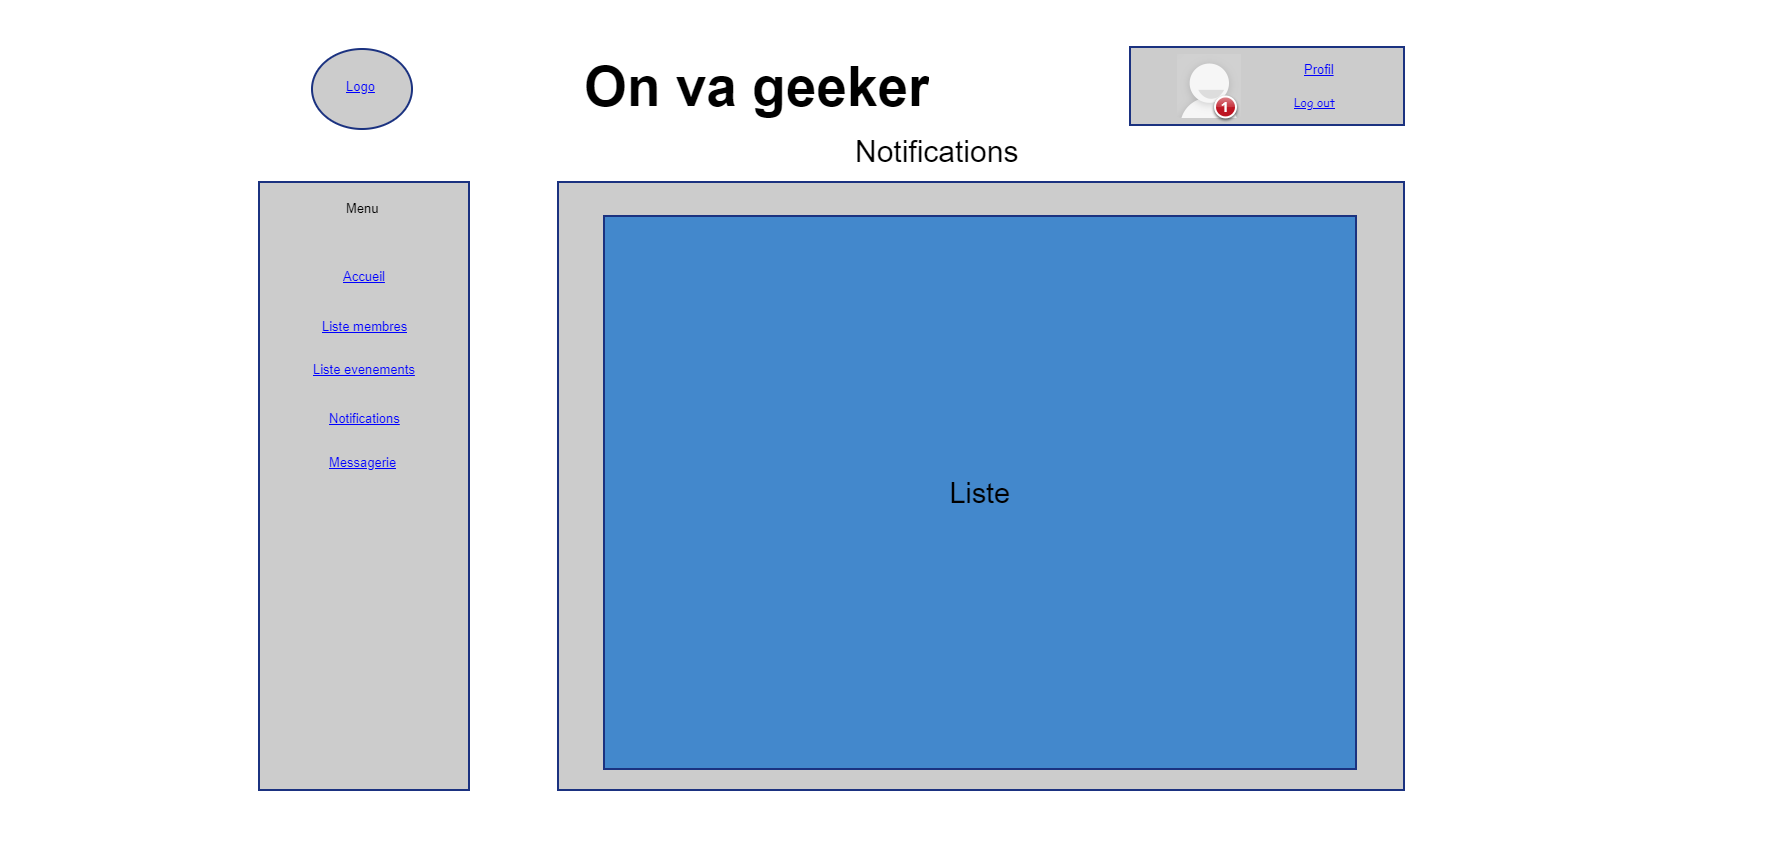 Logo
On va geeker
Profil
Log out
1
Notifications
Menu
Accueil
Liste membres
Liste evenements
Notifications
Messagerie
Liste